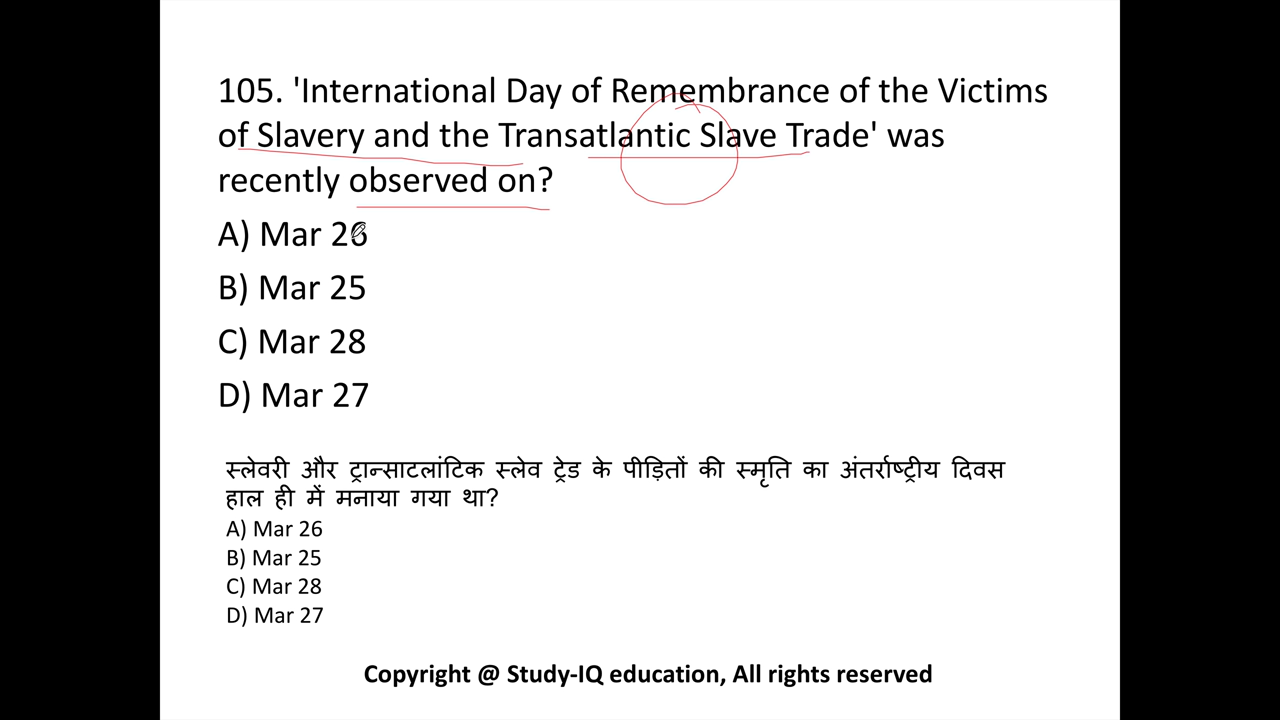 105. 'International Day of Remembrance of the Victims
of Slavery and the Transatlantic Slave Trade' was
recently observed on?
A) Mar 26
B) Mar 25
C) Mar 28
D) Mar 27
स्लेवरी और ट्रान्साटलांटिक स्लेव ट्रेड के पीड़ितों की स्मृति का अंतर्राष्ट्रीय दिवस
हाल ही में मनाया गया था?
A) Mar 26
B) Mar 25
C) Mar 28
D) Mar 27
Copyright @ Study-IQ education, All rights reserved